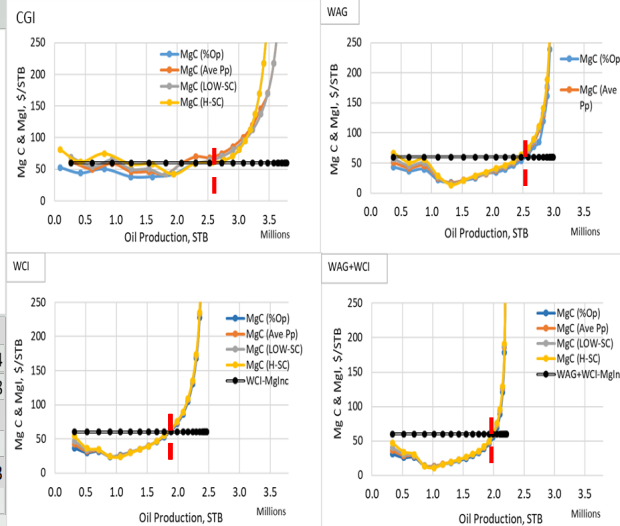 CGI
250
200
150
100
50
0
Mg C & MgI, $/STB
MgC (%Op)
MgC (Ave Pp)
MgC (LOW-SC)
MgC (H-SC)
0.0 0.5 1.0 1.5 2.0 2.5 3.0 3.5
Oil Production, STB
Millions
WAG
250
200
150
100
50
0
Mg C & MgI, $/STB
MgC (%Op
MgC (Ave
Pp)
0.0 0.5 1.0 1.5 2.0 2.5 3.0 3.5
Oil Production, STB
Millions
WCI
250
200
150
100
50
0
Mg C & MgI, $/STB
MgC (%Op)
MgC (Ave Pp)
MgC (LOW-SC)
MgC (H-SC)
WCI-MgInc
0.0 0.5 1.0 1.5 2.0 2.5 3.0 3.5
Oil Production, STB
Millions
WAG+WCI
250
200
150
100
50
0
Mg C & MgI, $/STB
MgC (%Op)
MgC (Ave Pp)
MgC (LOW-SC)
MgC (H-SC)
WAG+WCI-MgIn
0.0 0.5 1.0 1.5 2.0 2.5 3.0 3.5
Oil Production, STB
Millions